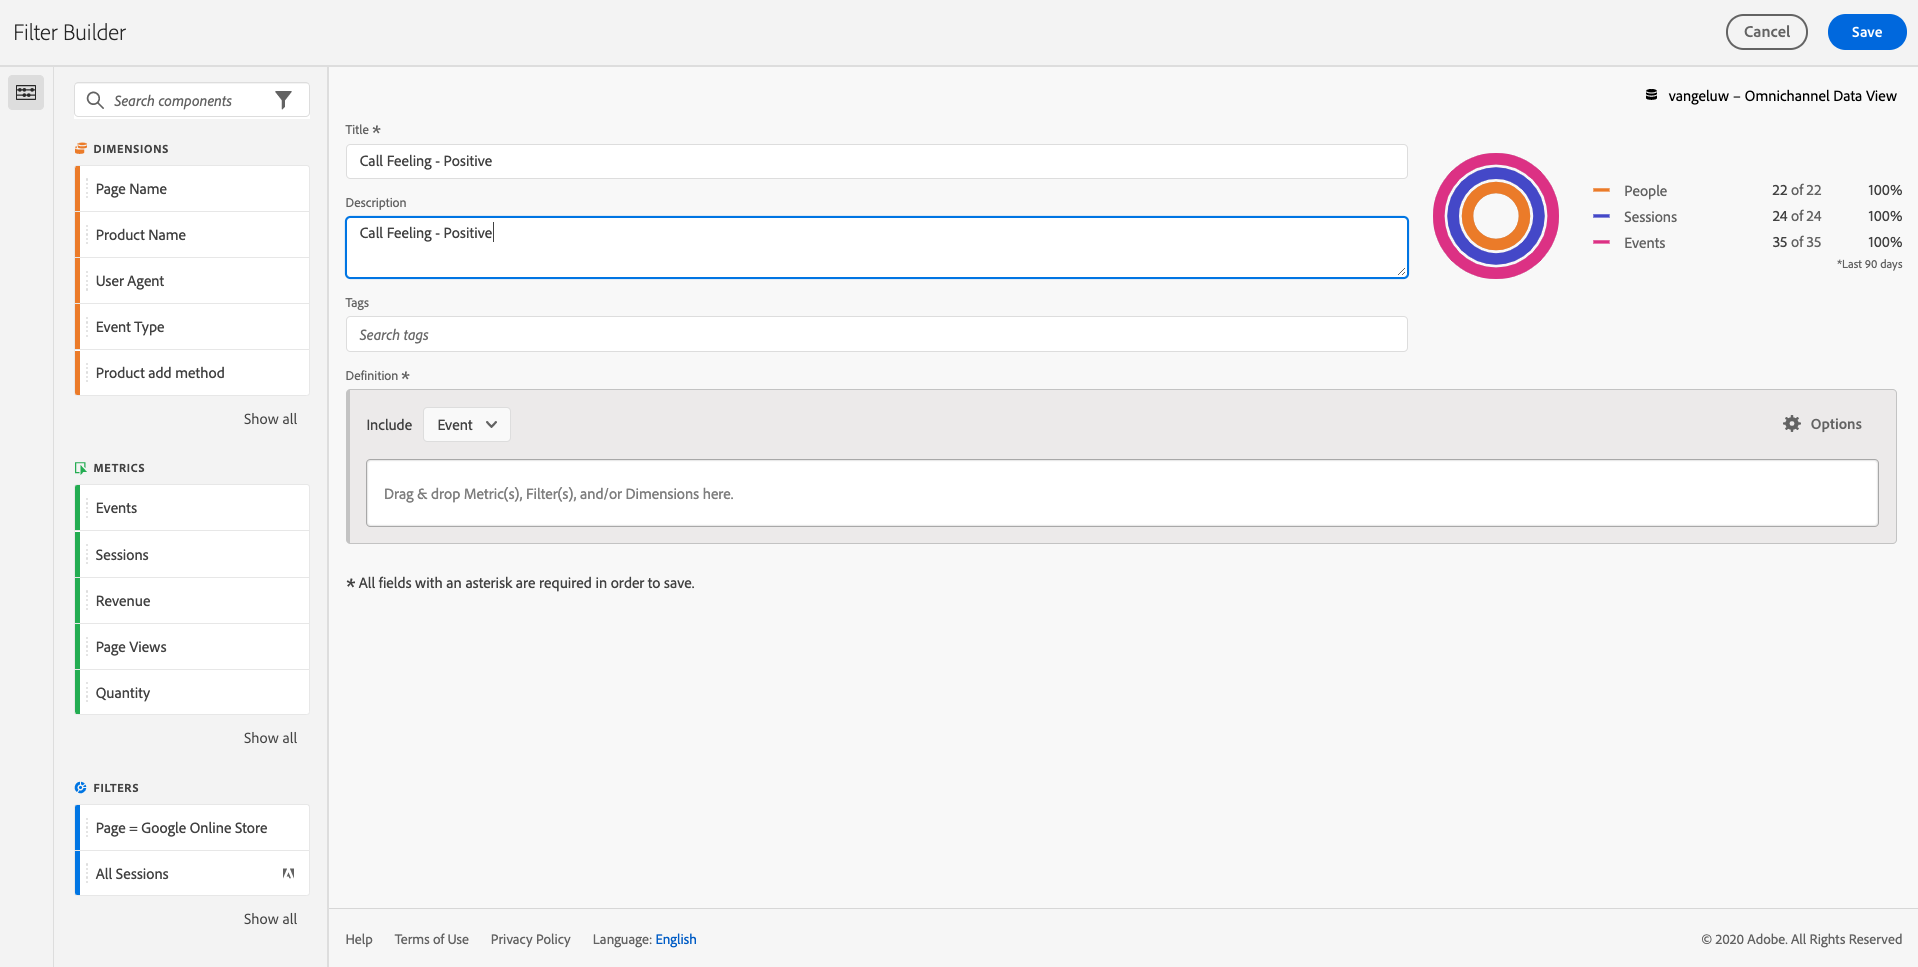 Filter Builder
Cancel
Save
Search components
vangeluw – Omnichannel Data View
DIMENSIONS
Page Name
Product Name
User Agent
Event Type
Product add method
Show all
METRICS
Events
Sessions
Revenue
Page Views
Quantity
Show all
FILTERS
Page = Google Online Store
All Sessions
Show all
Title *
Call Feeling - Positive
Description
Call Feeling - Positive
Tags
Search tags
People 22 of 22 100%
Sessions 24 of 24 100%
Events 35 of 35 100%
*Last 90 days
Definition *
Include Event Options
Drag & drop Metric(s), Filter(s), and/or Dimensions here.
* All fields with an asterisk are required in order to save.
Help Terms of Use Privacy Policy Language: English © 2020 Adobe. All Rights Reserved